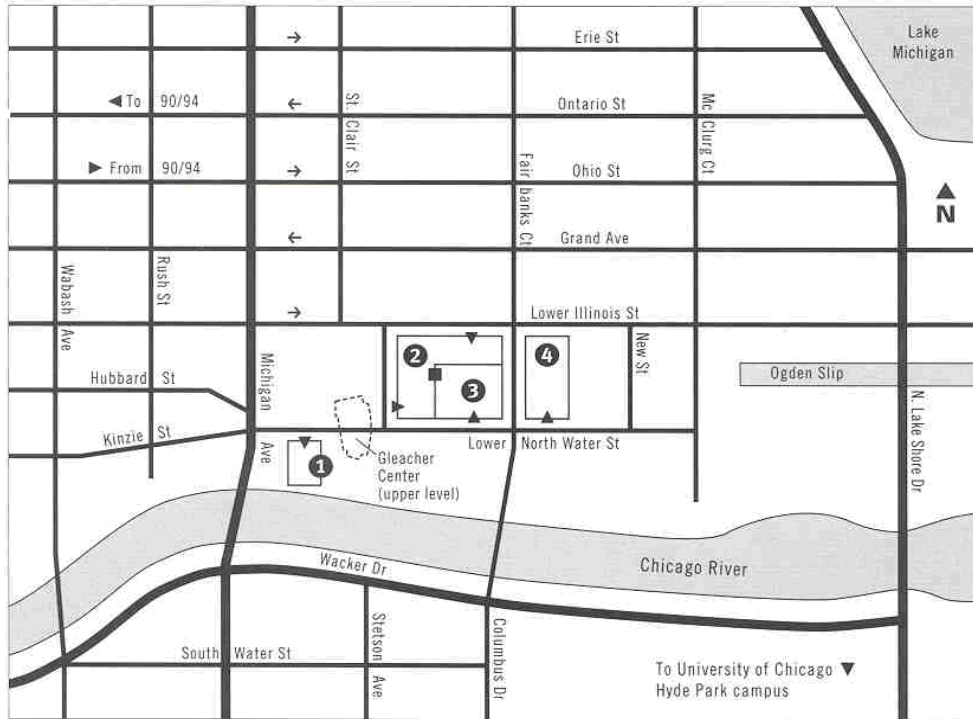 Erie St
Lake
Michigan
To 90/94
St. Clair St
Ontario St
Mc Clurg Ct
From 90/94
Fair banks Ct
Ohio St
N
Grand Ave
Wabash Ave
Rush St
Lower Illinois St
Michigan Ave
2
4
New St
Hubbard St
3
Ogden Slip
Kinzie St
1
Gleacher
Center
(upper level)
Lower North Water St
N. Lake Shore Dr
Wacker Dr
Chicago River
Stetson Ave
Columbus Dr
South Water St
To University of Chicago
Hyde Park campus